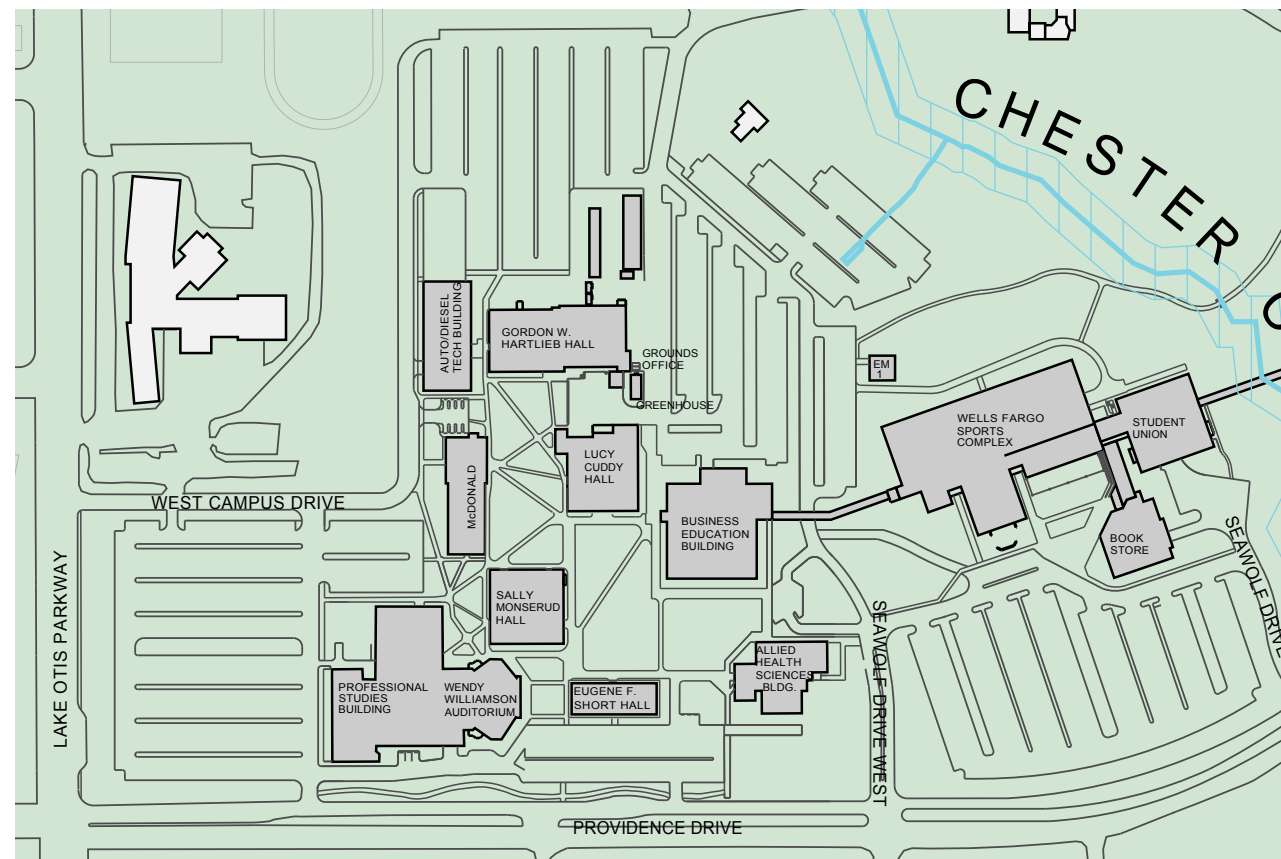 CHESTER C
AUTO/DIESEL
TECH BUILDING
GORDON W.
HARTLIEB HALL
GROUNDS
OFFICE
GREENHOUSE
EM
1
WELLS FARGO
SPORTS
COMPLEX
STUDENT
UNION
LUCY
CUDDY
HALL
McDONALD
WEST CAMPUS DRIVE
BUSINESS
EDUCATION
BUILDING
BOOK
STORE
SEAWOLF DRIVE
LAKE OTIS PARKWAY
SALLY
MONSERUD
HALL
SEAWOLF DRIVE WEST
ALLIED
HEALTH
SCIENCES
BLDG.
PROFESSIONAL
STUDIES
BUILDING
WENDY
WILLIAMSON
AUDITORIUM
EUGENE F.
SHORT HALL
PROVIDENCE DRIVE